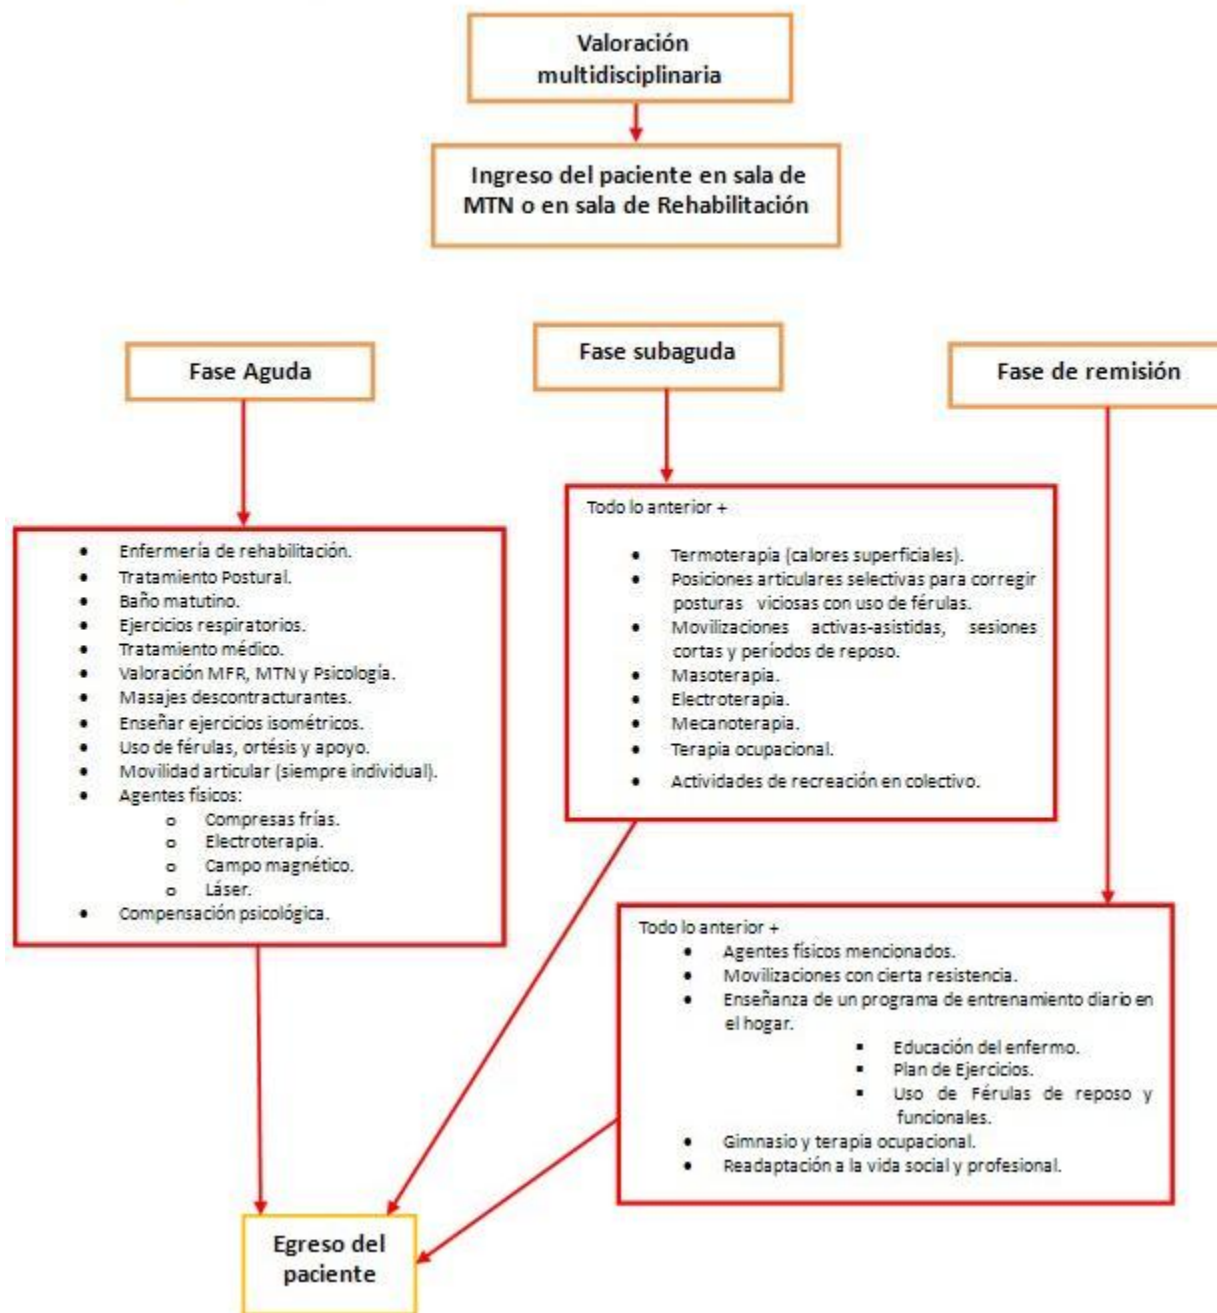 Valoración
multidisciplinaria
Ingreso del paciente en sala de
MTN o en sala de Rehabilitación
Fase Aguda
Fase subaguda
Fase de remisión
• Enfermería de rehabilitación.
• Tratamiento Postural.
• Baño matutino.
• Ejercicios respiratorios.
• Tratamiento médico.
• Valoración MFR, MTN y Psicología.
• Masajes descontracturantes.
• Enseñar ejercicios isométricos.
• Uso de férulas, ortésis y apoyo.
• Movilidad articular (siempre individual).
• Agentes físicos:
o Compresas frías.
o Electroterapia.
o Campo magnético.
o Láser.
• Compensación psicológica.
Todo lo anterior +
• Termoterapia (calores superficiales).
• Posiciones articulares selectivas para corregir
posturas viciosas con uso de férulas.
• Movilizaciones activas-asistidas, sesiones
cortas y períodos de reposo.
• Masoterapia.
• Electroterapia.
• Mecanoterapia.
• Terapia ocupacional.
• Actividades de recreación en colectivo.
Todo lo anterior +
• Agentes físicos mencionados.
• Movilizaciones con cierta resistencia.
• Enseñanza de un programa de entrenamiento diario en
el hogar.
▪ Educación del enfermo.
▪ Plan de Ejercicios.
▪ Uso de Férulas de reposo y
funcionales.
• Gimnasio y terapia ocupacional.
• Readaptación a la vida social y profesional.
Egreso del
paciente